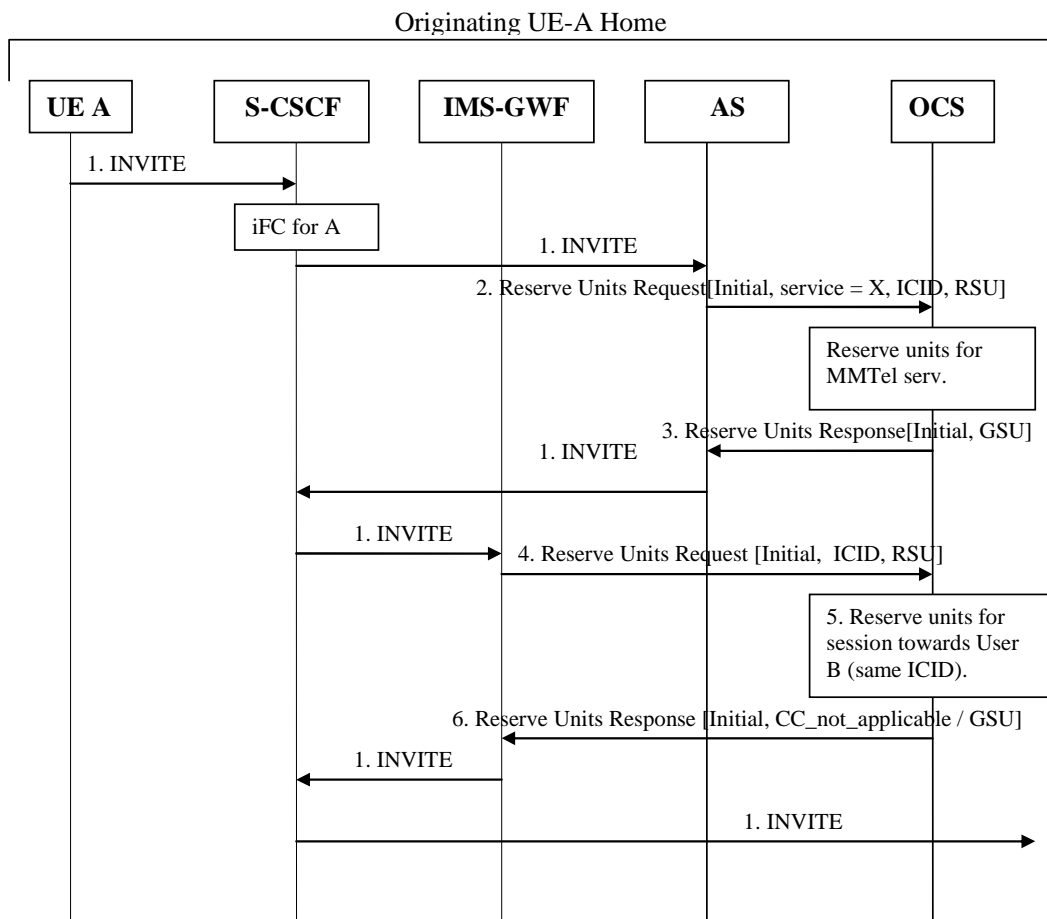 Originating UE-A Home
UE A
S-CSCF
IMS-GWF
AS
OCS
1. INVITE
iFC for A
1. INVITE
2. Reserve Units Request[Initial, service = X, ICID, RSU]
Reserve units for
MMTel serv.
3. Reserve Units Response[Initial, GSU]
1. INVITE
1. INVITE
4. Reserve Units Request [Initial, ICID, RSU]
5. Reserve units for
session towards User
B (same ICID).
6. Reserve Units Response [Initial, CC_not_applicable / GSU]
1. INVITE
1. INVITE